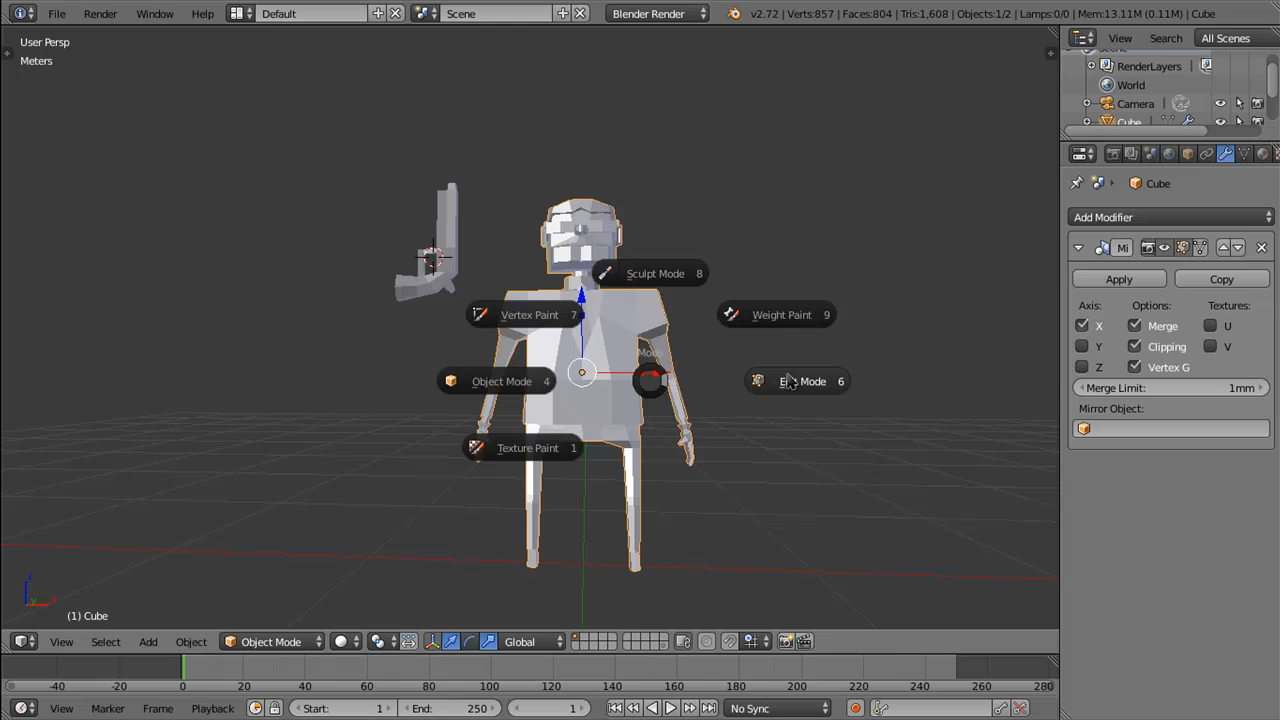 File Render Window Help Default Scene Blender Render v2.72 | Verts:857 | Faces:804 | Tris:1,608 | Objects:1/2 | Lamps:0/0 | Mem:13.11M (0.11M) | Cube
User Persp
Meters
View Search All Scenes
RenderLayers
World
Camera
Cube
Cube
Add Modifier
Mi
Apply Copy
Axis: Options: Textures:
X Merge U
Y Clipping V
Z Vertex G
Merge Limit: 1mm
Mirror Object:
Sculpt Mode 8
Vertex Paint 7 Weight Paint 9
Mode
Object Mode 4 Mode 6
Texture Paint 1
(1) Cube
View Select Add Object Object Mode Global
-40 -20 0 20 40 60 80 100 120 140 160 180 200 220 240 260 280
View Marker Frame Playback Start: 1 End: 250 1 No Sync